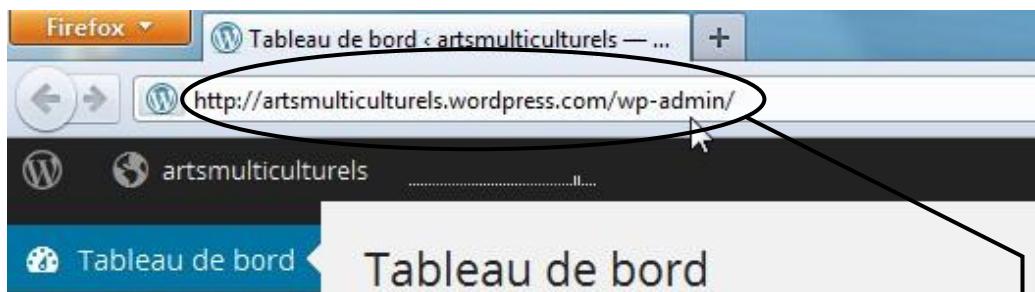 Firefox
Tableau de bord ‹ artsmulticulturels — ...
http://artsmulticulturels.wordpress.com/wp-admin/
artsmulticulturels
Tableau de bord
Tableau de bord